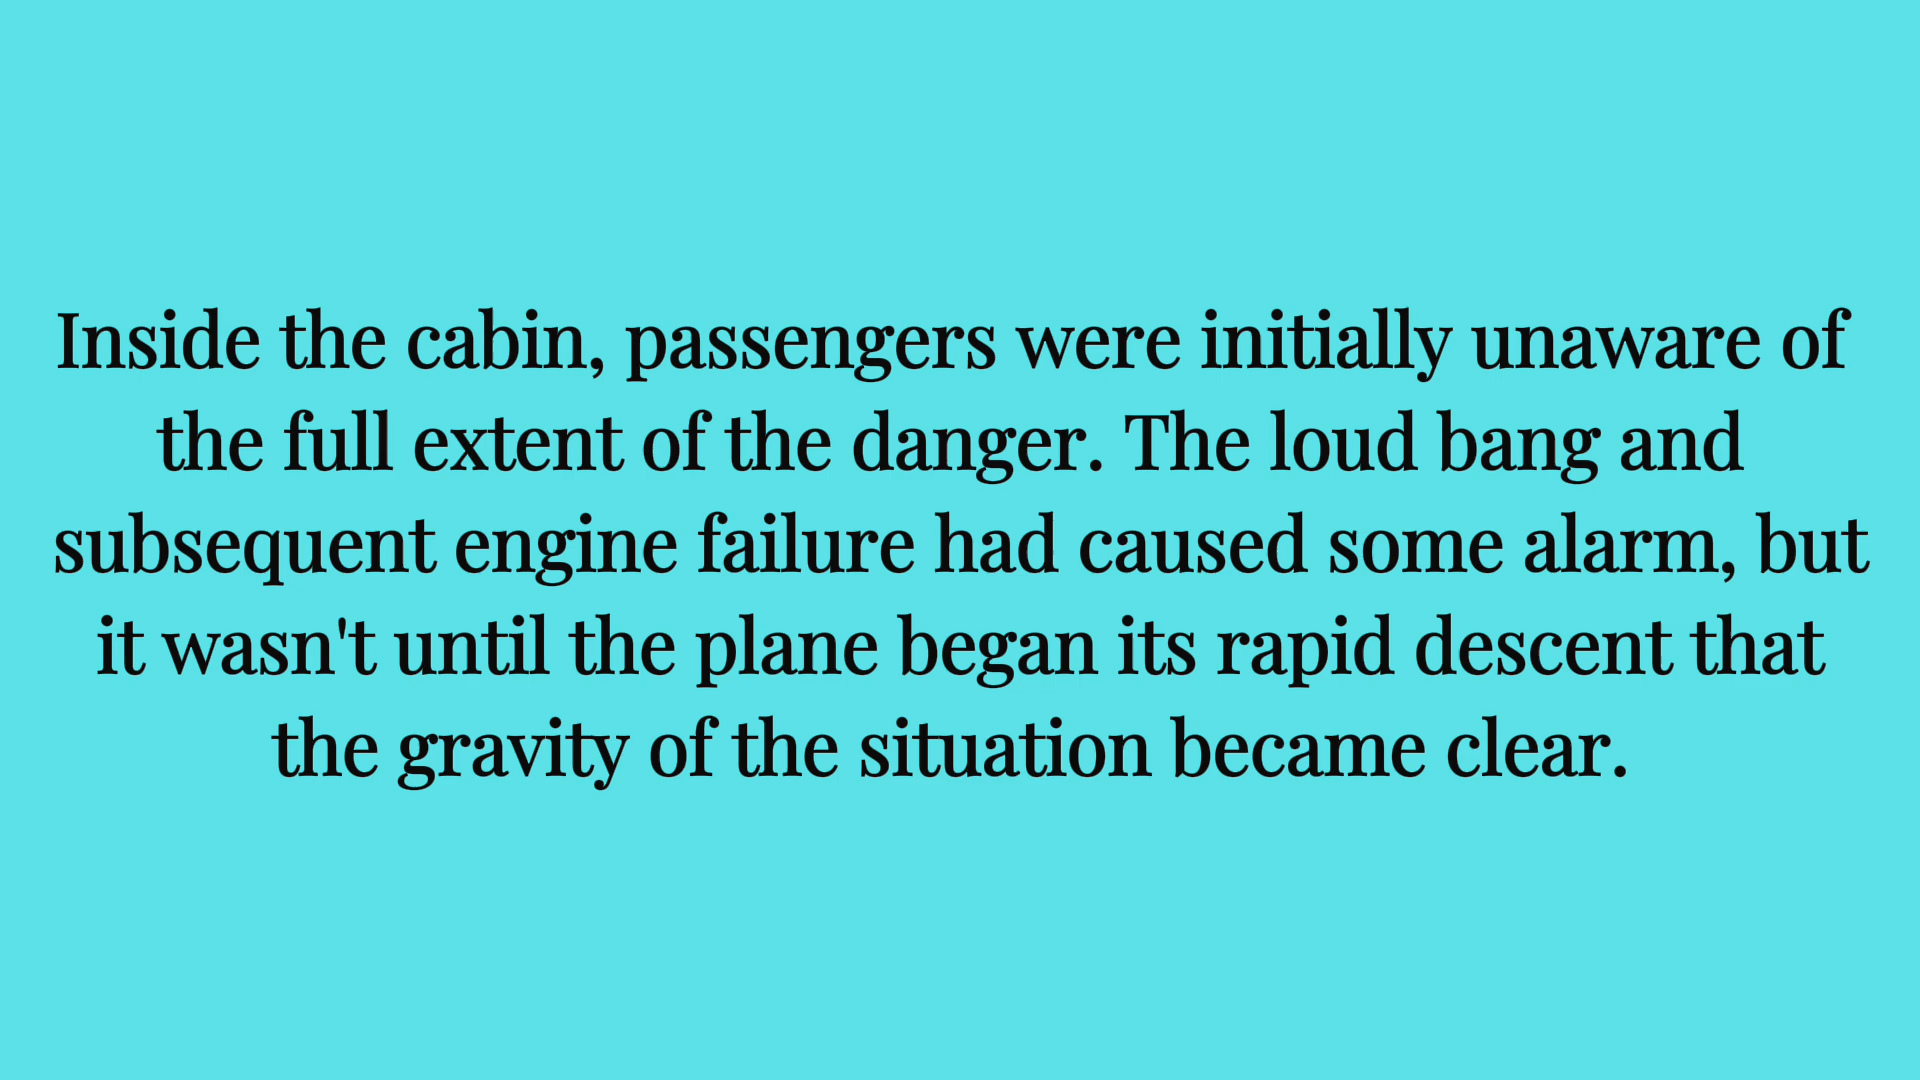 Inside the cabin, passengers were initially unaware of
the full extent of the danger. The loud bang and
subsequent engine failure had caused some alarm, but
it wasn't until the plane began its rapid descent that
the gravity of the situation became clear.